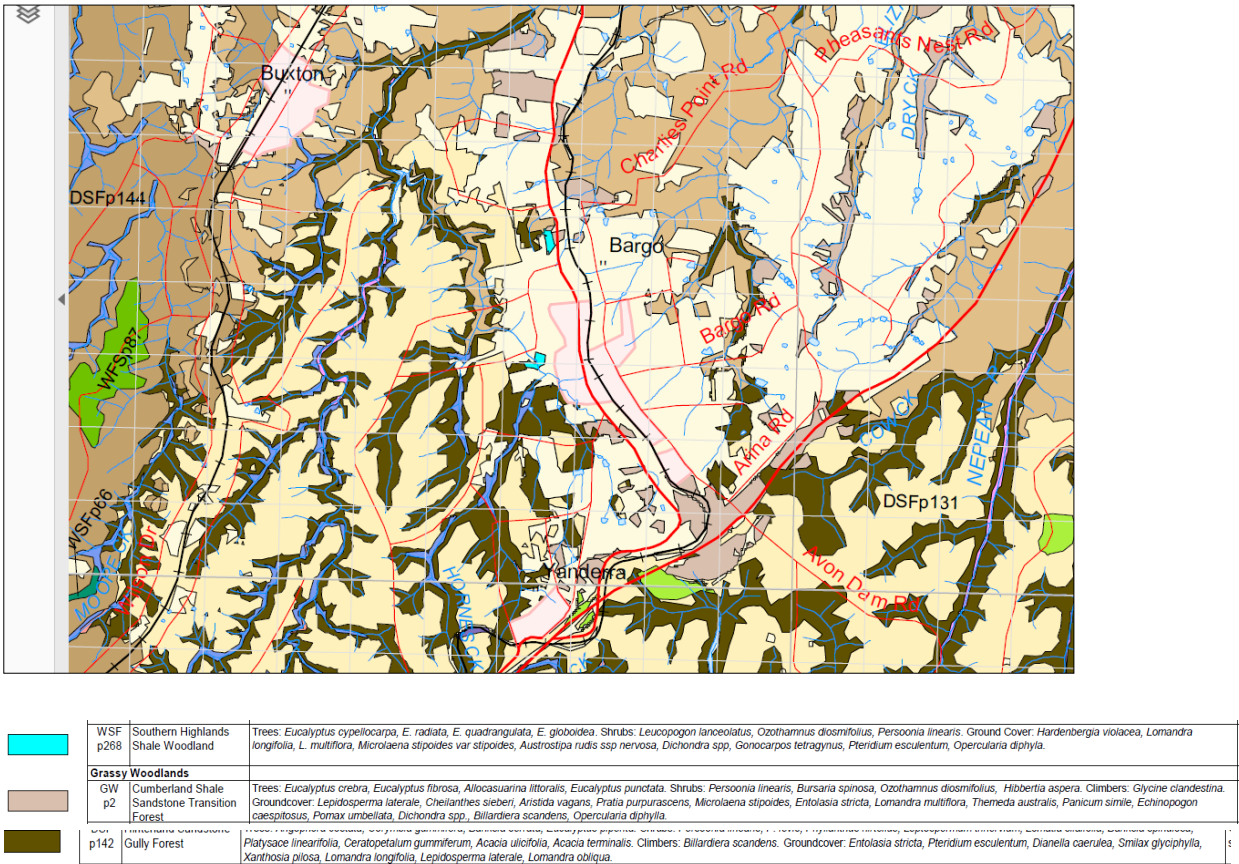 Buxton
"
Pheasants Nest Rd
DRY CK
Charlies Point Rd
DSFp144
Bargo
"
Bargo Rd
WFSp87
Arina Rd
COW CK
NEPEAN R
DSFp131
WSFp66
Yanderra
Avon Dam Rd
HORNES CK
WSF Southern Highlands Trees: Eucalyptus cypellocarpa, E. radiata, E. quadrangulata, E. globoidea. Shrubs: Leucopogon lanceolatus, Ozothamnus diosmifolius, Persoonia linearis. Ground Cover: Hardenbergia violacea, Lomandra
p268 Shale Woodland longifolia, L. multiflora, Microlaena stipoides var stipoides, Austrostipa rudis ssp nervosa, Dichondra spp, Gonocarpos tetragynus, Pteridium esculentum, Opercularia diphyla.
Grassy Woodlands
GW Cumberland Shale Trees: Eucalyptus crebra, Eucalyptus fibrosa, Allocasuarina littoralis, Eucalyptus punctata. Shrubs: Persoonia linearis, Bursaria spinosa, Ozothamnus diosmifolius, Hibbertia aspera. Climbers: Glycine clandestina.
p2 Sandstone Transition Groundcover: Lepidosperma laterale, Cheilanthes sieberi, Aristida vagans, Pratia purpurascens, Microlaena stipoides, Entolasia stricta, Lomandra multiflora, Themeda australis, Panicum simile, Echinopogon
Forest caespitosus, Pomax umbellata, Dichondra spp., Billardiera scandens, Opercularia diphyla.
p142 Gully Forest Platysace linearifolia, Ceratopetalum gummiferum, Acacia ulicifolia, Acacia terminalis. Climbers: Billardiera scandens. Groundcover: Entolasia stricta, Pteridium esculentum, Dianella caerulea, Smilax glyciphylla,
Xanthosia pilosa, Lomandra longifolia, Lepidosperma laterale, Lomandra obliqua.